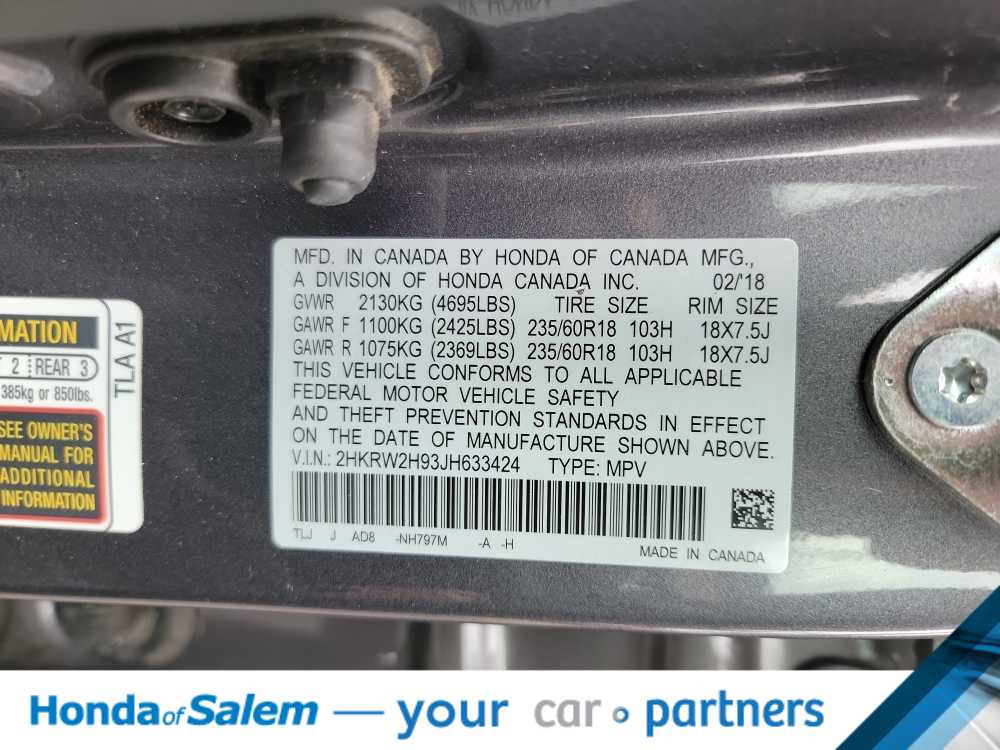 MFD. IN CANADA BY HONDA OF CANADA MFG.,
A DIVISION OF HONDA CANADA INC. 02/'18
GVWR 2130KG (4695LBS) TIRE SIZE RIM SIZE
GAWR F 1100KG (2425LBS) 235/60R18 103H 18X7.5J
GAWR R 1075KG (2369LBS) 235/60R18 103H 18X7.5J
THIS VEHICLE CONFORMS TO ALL APPLICABLE
FEDERAL MOTOR VEHICLE SAFETY
AND THEFT PREVENTION STANDARDS IN EFFECT
ON THE DATE OF MANUFACTURE SHOWN ABOVE.
V.I.N.: 2HKRW2H93JH633424 TYPE: MPV
TLJ J AD8 -NH797M -A -H
MADE IN CANADA
MATION
2 REAR 3
385kg or 850lbs.
SEE OWNER'S
MANUAL FOR
ADDITIONAL
INFORMATION
TLA A1
Honda of Salem — your car partners